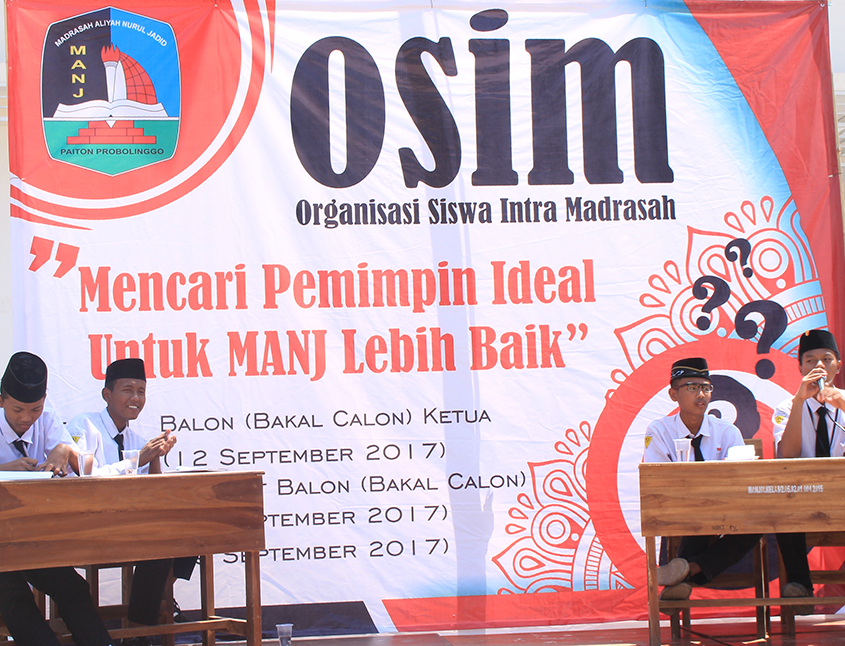 MADRASAH ALIYAH NURUL JADID
MANJ
PAITON PROBOLINGGO
OSIM
Organisasi Siswa Intra Madrasah
"Mencari Pemimpin Ideal
Untuk MANJ Lebih Baik"
BALON (BAKAL CALON) KETUA
(12 SEPTEMBER 2017)
BALON (BAKAL CALON)
SEPTEMBER 2017)
SEPTEMBER 2017)
???